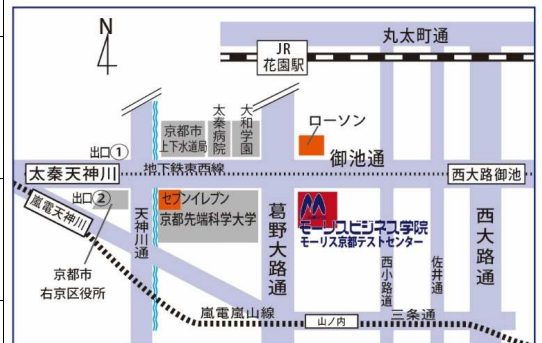 N
丸太町通
JR
花園駅
太秦病院
大和学園
京都市
上下水道局
ローソン
出口①
御池通
太秦天神川
地下鉄東西線
西大路御池
出口②
セブンイレブン
京都先端科学大学
嵐電天神川
天神川通
葛野大路通
モーリスビジネス学院
モーリス京都テストセンター
西小路道
佐井通
西大路通
京都市
右京区役所
嵐電嵐山線
山ノ内
三条通